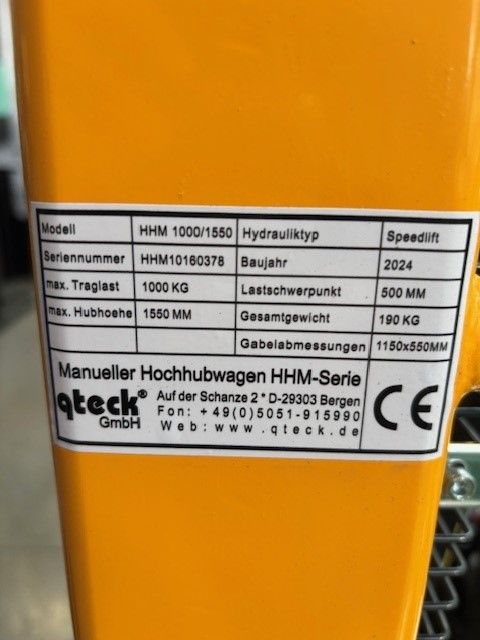 Modell HHM 1000/1550 Hydrauliktyp Speedlift
Seriennummer HHM10160378 Baujahr 2024
max. Traglast 1000 KG Lastschwerpunkt 500 MM
max. Hubhoehe 1550 MM Gesamtgewicht 190 KG
Gabelabmessungen 1150x550MM
Manueller Hochhubwagen HHM-Serie
qteck® Auf der Schanze 2 * D-29303 Bergen
GmbH Fon: +49(0)5051-915990
Web: www.qteck.de
CE